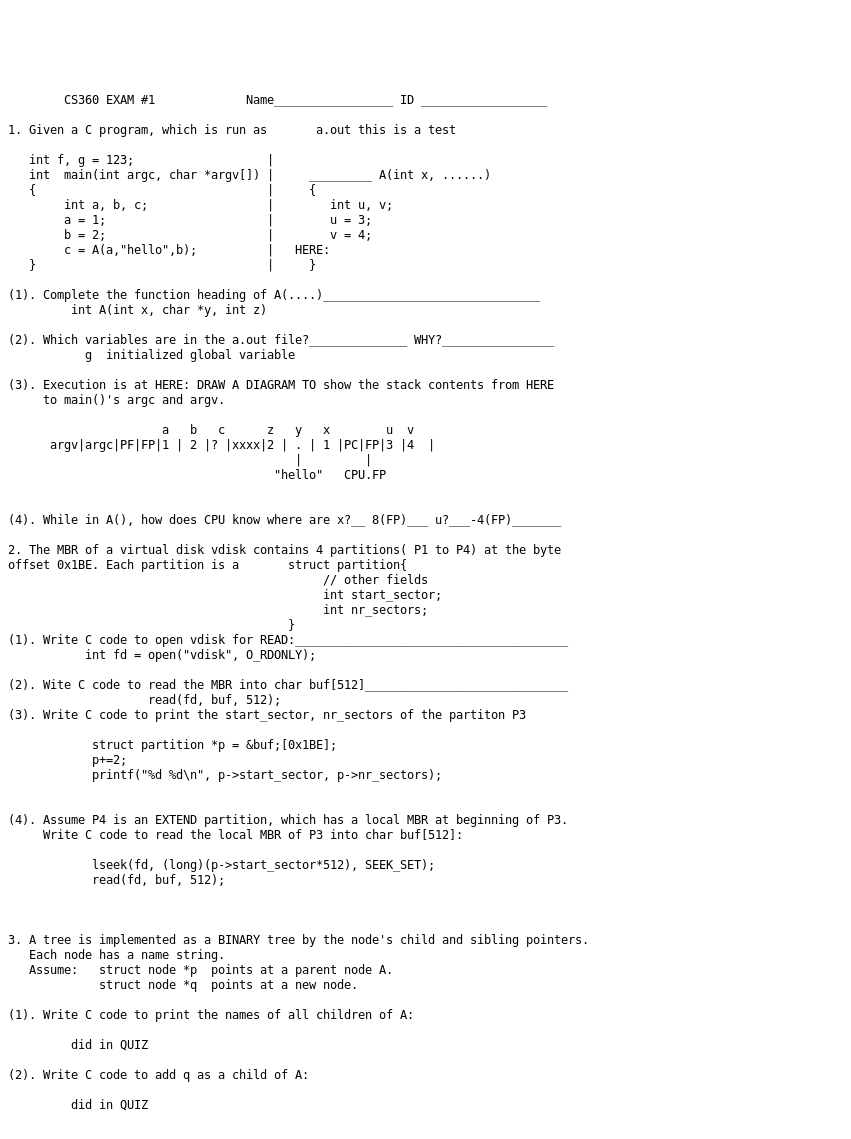 CS360 EXAM #1             Name_________________ ID __________________
1. Given a C program, which is run as       a.out this is a test
   int f, g = 123;                   |
   int  main(int argc, char *argv[]) |     _________ A(int x, ......)
   {                                 |     {
        int a, b, c;                 |        int u, v;
        a = 1;                       |        u = 3;
        b = 2;                       |        v = 4;
        c = A(a,"hello",b);          |   HERE:
   }                                 |     }
(1). Complete the function heading of A(....)_______________________________
         int A(int x, char *y, int z)
(2). Which variables are in the a.out file?______________ WHY?________________
           g  initialized global variable
(3). Execution is at HERE: DRAW A DIAGRAM TO show the stack contents from HERE
     to main()'s argc and argv.
                      a   b   c      z   y   x        u  v
      argv|argc|PF|FP|1 | 2 |? |xxxx|2 | . | 1 |PC|FP|3 |4  |
                                         |         |
                                      "hello"   CPU.FP
(4). While in A(), how does CPU know where are x?__ 8(FP)___ u?___-4(FP)_______
2. The MBR of a virtual disk vdisk contains 4 partitions( P1 to P4) at the byte
offset 0x1BE. Each partition is a       struct partition{
                                             // other fields
                                             int start_sector;
                                             int nr_sectors;
                                        }
(1). Write C code to open vdisk for READ:_______________________________________
           int fd = open("vdisk", O_RDONLY);
(2). Wite C code to read the MBR into char buf[512]_____________________________
                    read(fd, buf, 512);
(3). Write C code to print the start_sector, nr_sectors of the partiton P3
            struct partition *p = &buf;[0x1BE];
            p+=2;
            printf("%d %d\n", p->start_sector, p->nr_sectors);
(4). Assume P4 is an EXTEND partition, which has a local MBR at beginning of P3.
     Write C code to read the local MBR of P3 into char buf[512]:
            lseek(fd, (long)(p->start_sector*512), SEEK_SET);
            read(fd, buf, 512);
3. A tree is implemented as a BINARY tree by the node's child and sibling pointers.
   Each node has a name string.
   Assume:   struct node *p  points at a parent node A.
             struct node *q  points at a new node.
(1). Write C code to print the names of all children of A:
         did in QUIZ
(2). Write C code to add q as a child of A:
         did in QUIZ